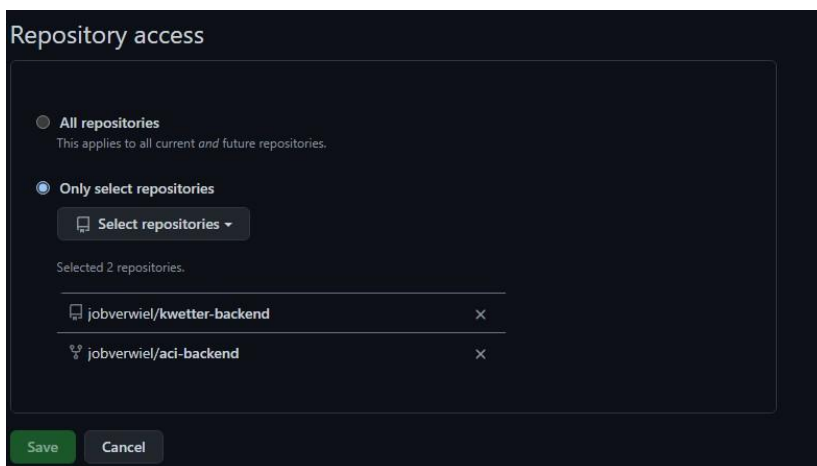 Repository access
All repositories
This applies to all current and future repositories.
Only select repositories
Select repositories
Selected 2 repositories.
jobverwiel/kwetter-backend
jobverwiel/aci-backend
Save
Cancel